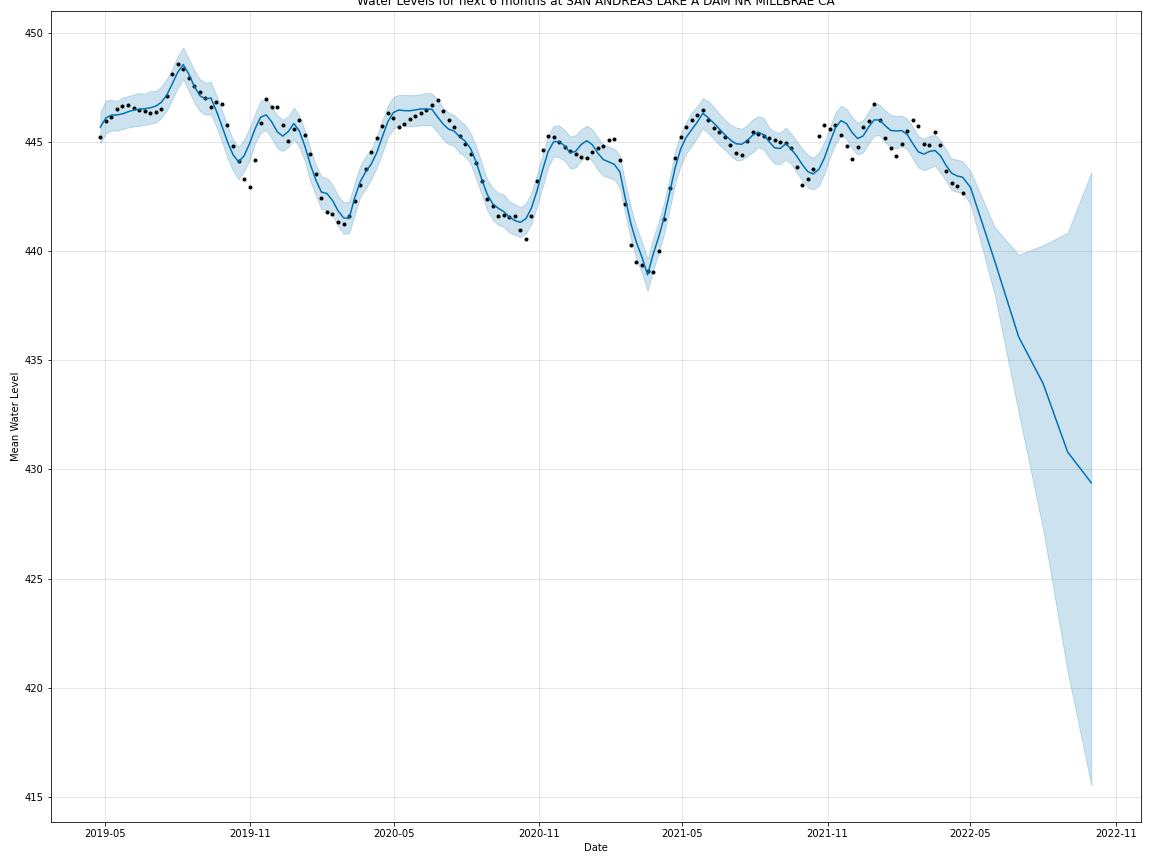 Water Levels for next 6 months at SAN ANDREAS LAKE A DAM NR MILLBRAE CA
450
445
440
435
430
425
420
415
Mean Water Level
2019-05 2019-11 2020-05 2020-11 2021-05 2021-11 2022-05 2022-11
Date